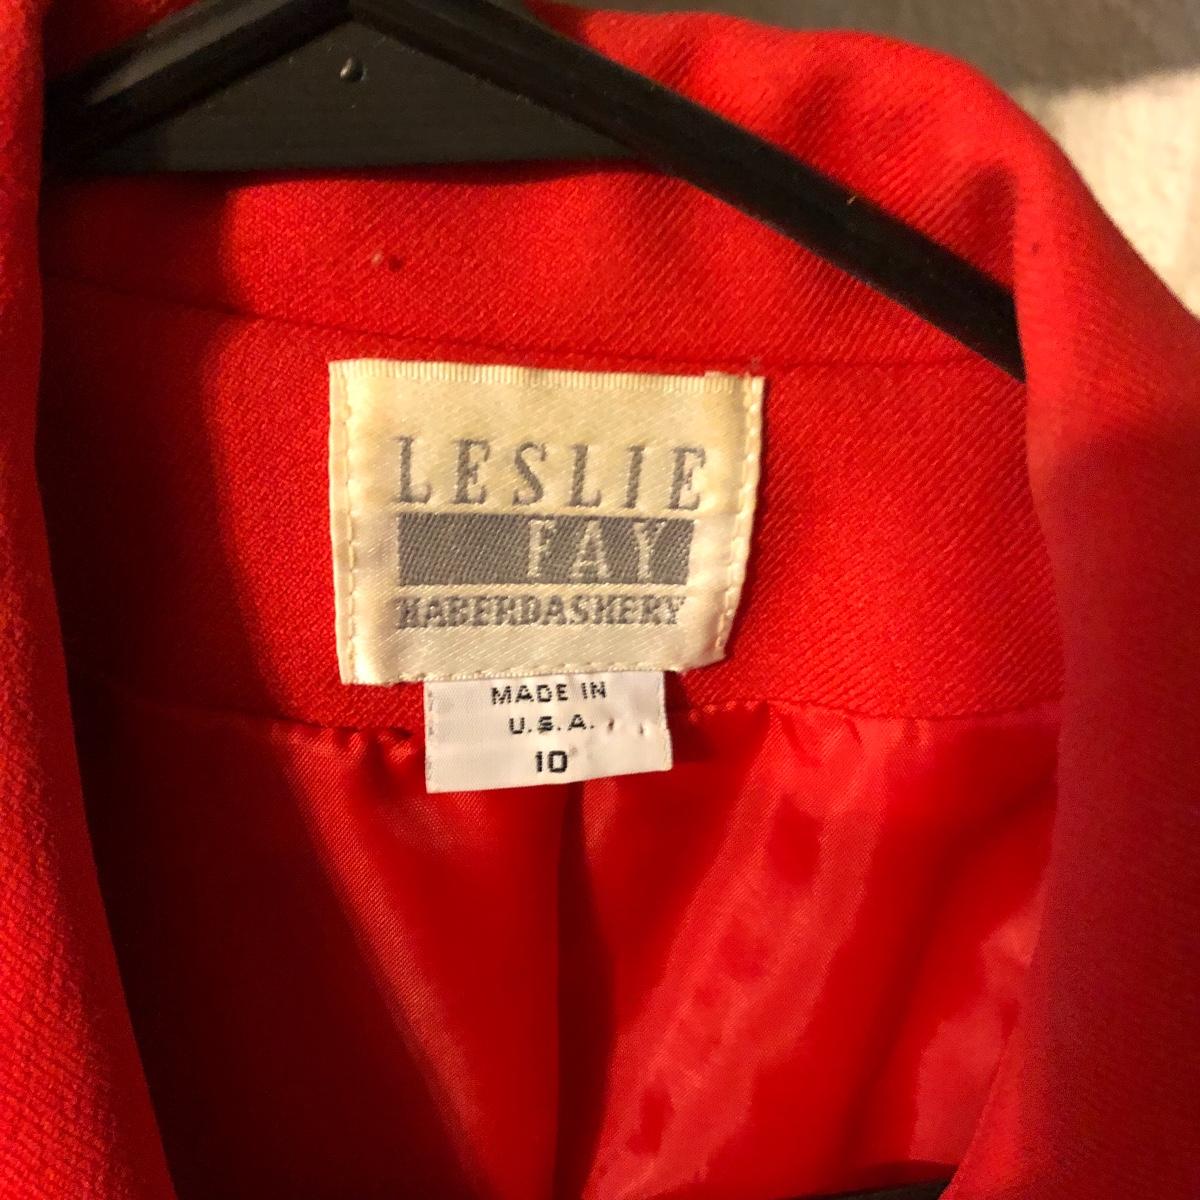 LESLIE
FAY
HABERDASHERY
MADE IN
U.S.A.
10